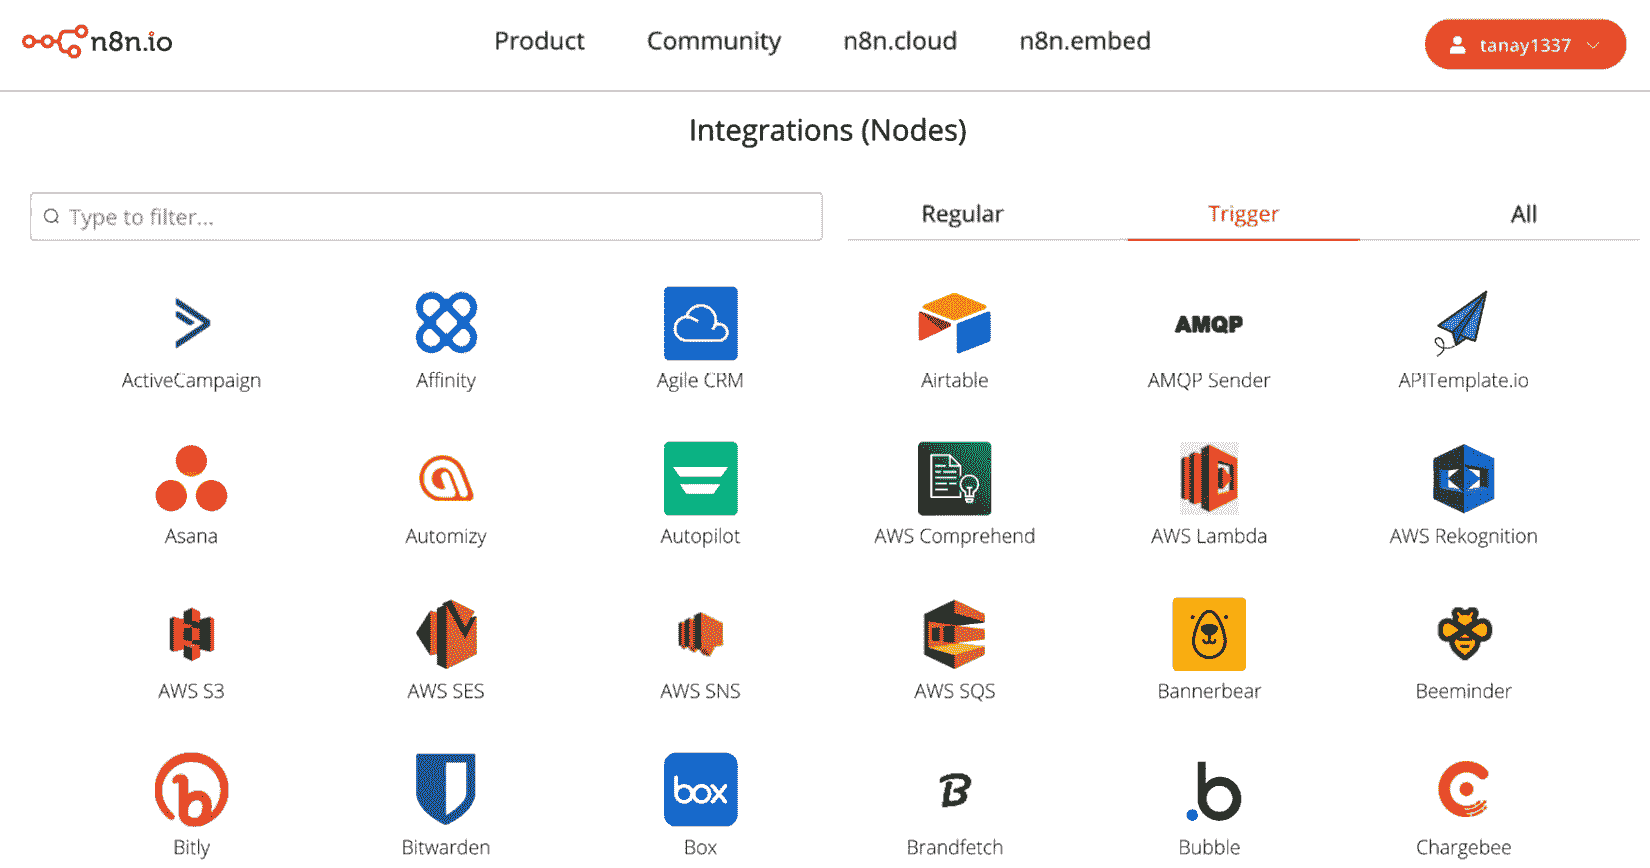 n8n.io Product Community n8n.cloud n8n.embed tanay1337
Integrations (Nodes)
Type to filter... Regular Trigger All
AMQP
ActiveCampaign Affinity Agile CRM Airtable AMQP Sender APITemplate.io
Asana Automizy Autopilot AWS Comprehend AWS Lambda AWS Rekognition
AWS S3 AWS SES AWS SNS AWS SQS Bannerbear Beeminder
b box B .b C
Bitly Bitwarden Box Brandfetch Bubble Chargebee